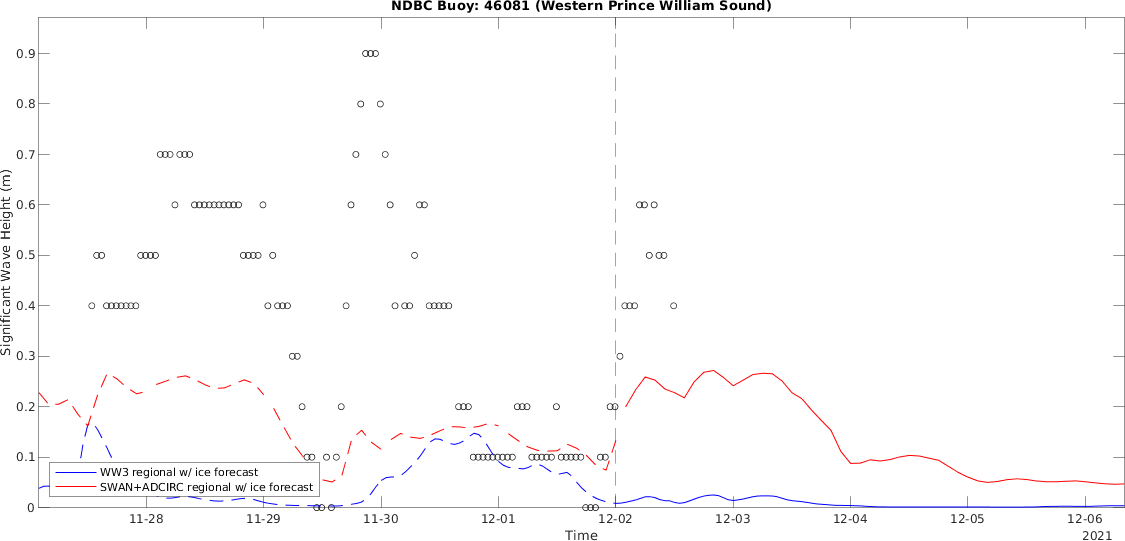 NDBC Buoy: 46081 (Western Prince William Sound)
Significant Wave Height (m)
0.9
0.8
0.7
0.6
0.5
0.4
0.3
0.2
0.1
0
WW3 regional w/ ice forecast
SWAN+ADCIRC regional w/ ice forecast
11-28 11-29 11-30 12-01 12-02 12-03 12-04 12-05 12-06
Time 2021